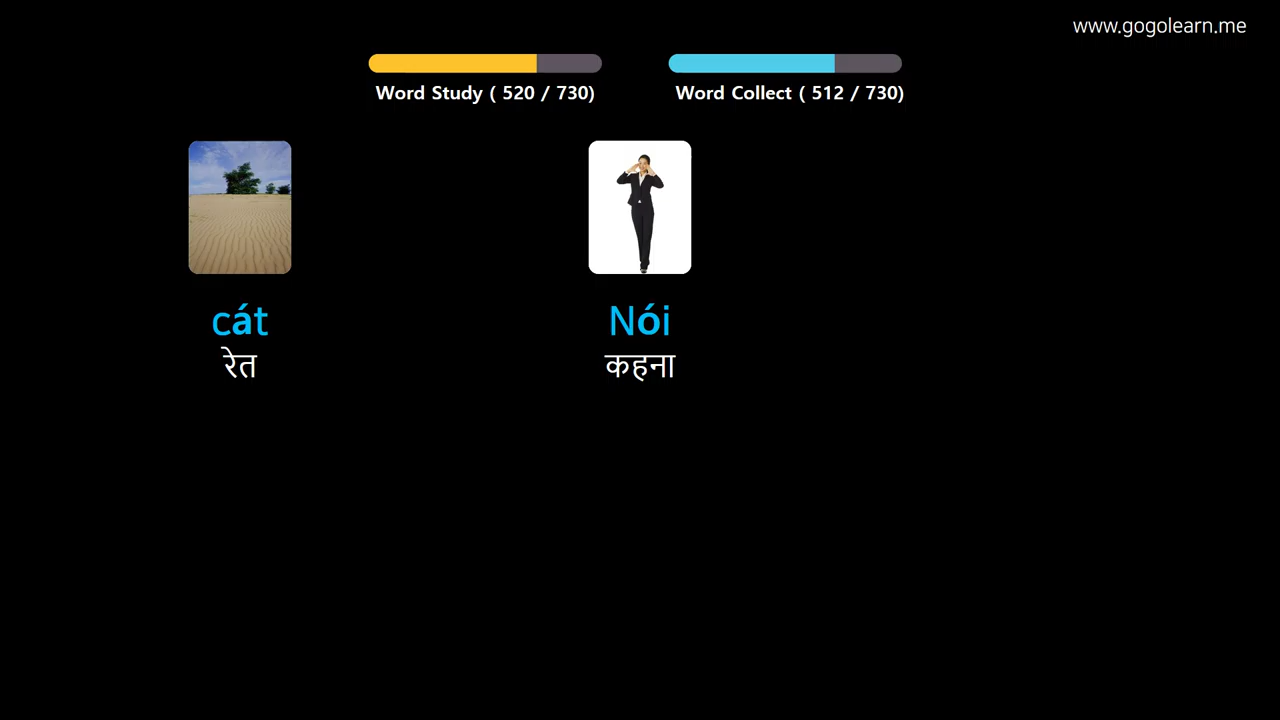 www.gogolearn.me
Word Study ( 520 / 730)
Word Collect ( 512 / 730)
cát
रेत
Nói
कहना